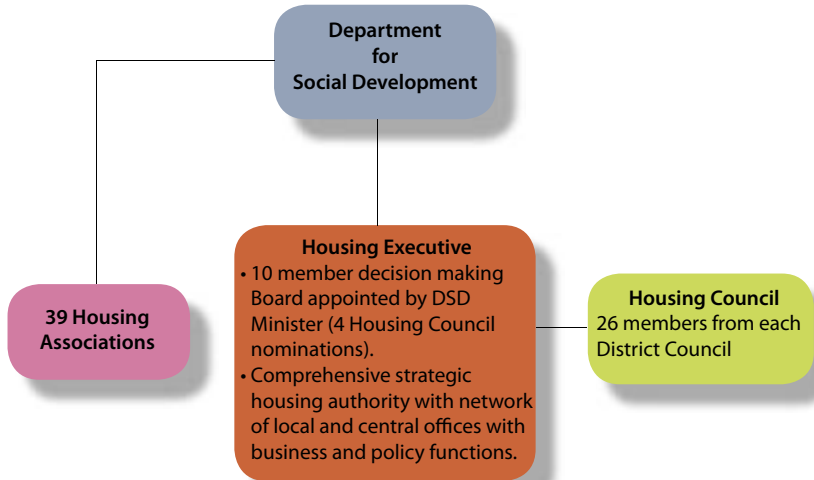 Department
for
Social Development
Housing Executive
• 10 member decision making
Board appointed by DSD
Minister (4 Housing Council
nominations).
• Comprehensive strategic
housing authority with network
of local and central offices with
business and policy functions.
39 Housing
Associations
Housing Council
26 members from each
District Council